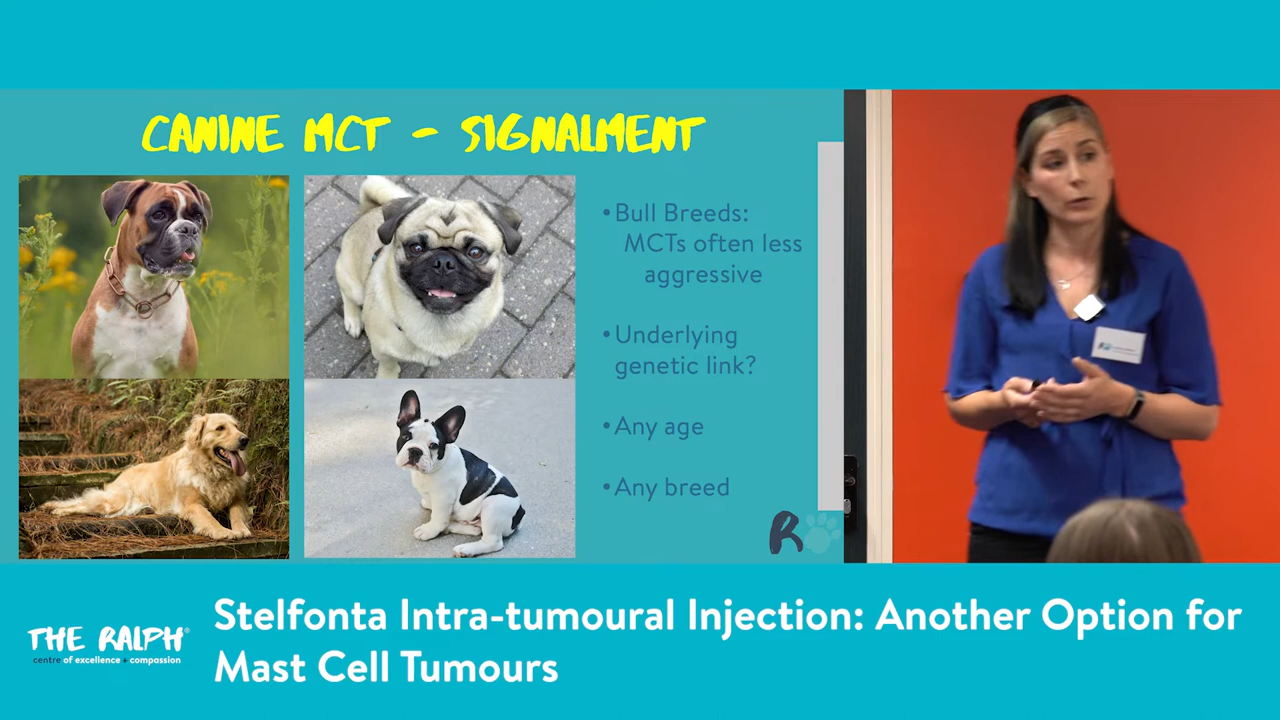 CANINE MCT - SIGNALMENT
•Bull Breeds:
MCTs often less
aggressive
•Underlying
genetic link?
•Any age
•Any breed
R
THE RALPH®
centre of excellence + compassion
Stelfonta Intra-tumoural Injection: Another Option for
Mast Cell Tumours